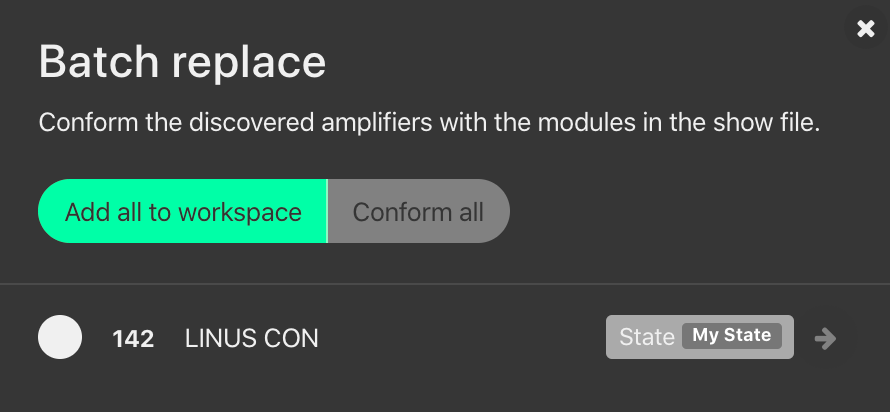 Batch replace
Conform the discovered amplifiers with the modules in the show file.
Add all to workspace Conform all
142 LINUS CON State My State